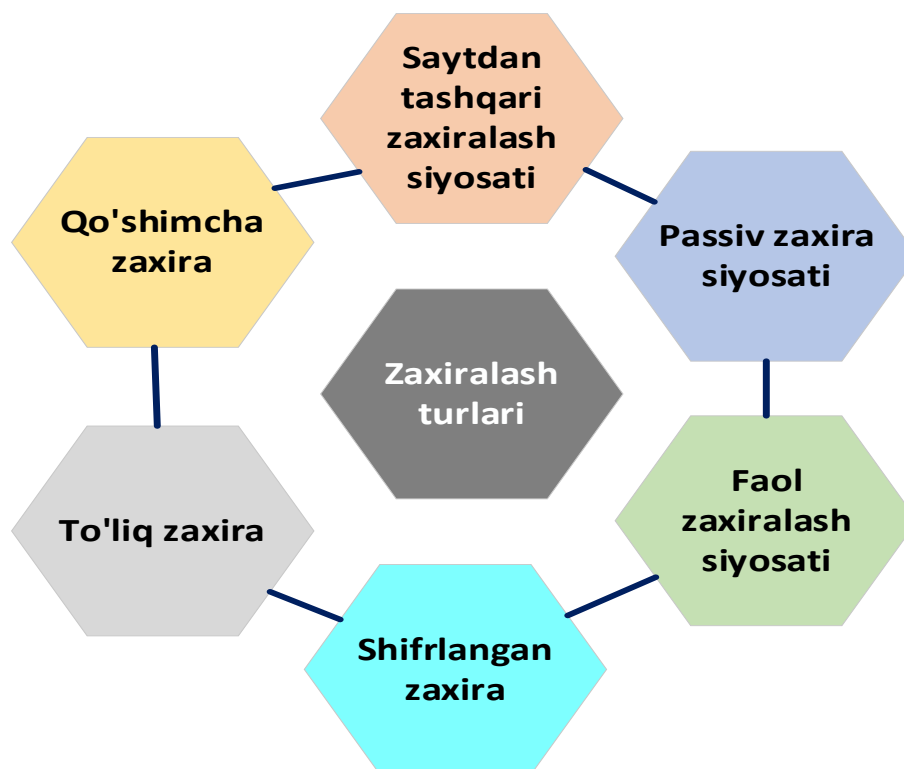 Saytdan
tashqari
zaxiralash
siyosati
Qo'shimcha
zaxira
Passiv zaxira
siyosati
Zaxiralash
turlari
To'liq zaxira
Faol
zaxiralash
siyosati
Shifrlangan
zaxira